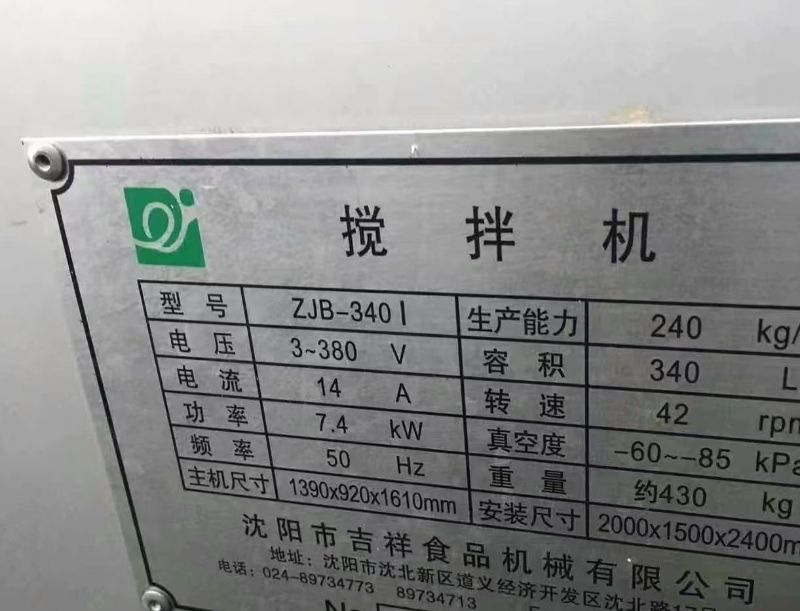 搅拌机
型号 ZJB-340I 生产能力 240 kg/
电压 3~380 V 容积 340 L
电流 14 A 转速 42 rpm
功率 7.4 kW 真空度 -60~-85 kPa
频率 50 Hz 重量 约430 kg
主机尺寸 1390x920x1610mm 安装尺寸 2000x1500x2400m
沈阳市吉祥食品机械有限公司
地址: 沈阳市沈北新区道义经济开发区沈北路
电话: 024-89734773 89734713